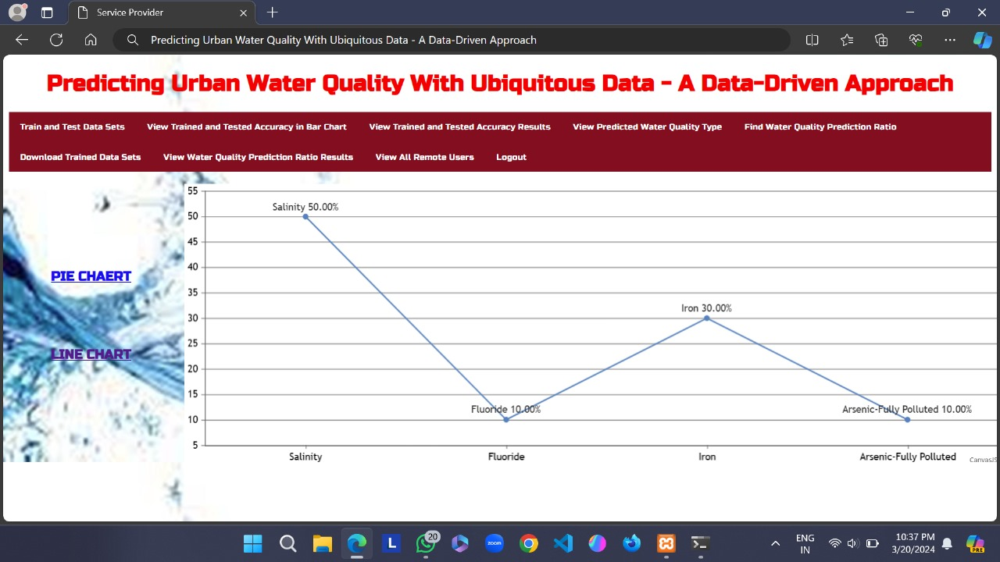 Service Provider
Predicting Urban Water Quality With Ubiquitous Data - A Data-Driven Approach
Predicting Urban Water Quality With Ubiquitous Data - A Data-Driven Approach
Train and Test Data Sets View Trained and Tested Accuracy in Bar Chart View Trained and Tested Accuracy Results View Predicted Water Quality Type Find Water Quality Prediction Ratio
Download Trained Data Sets View Water Quality Prediction Ratio Results View All Remote Users Logout
PIE CHAERT
LINE CHART
55
50
45
40
35
30
25
20
15
10
5
Salinity 50.00%
Fluoride 10.00%
Iron 30.00%
Arsenic-Fully Polluted 10.00%
Salinity Fluoride Iron Arsenic-Fully Polluted
CanvasJS
L
20
zoom
ENG
IN
10:37 PM
3/20/2024
PRE